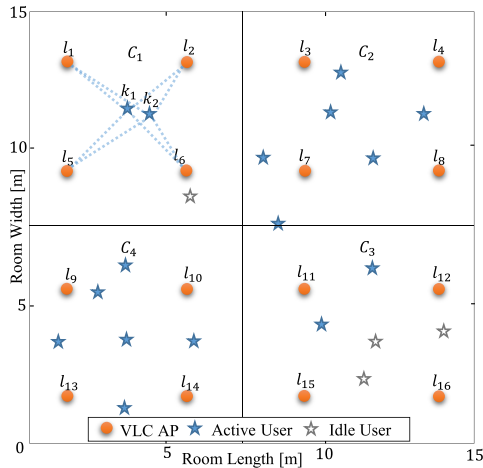 15
l₁ C₁ l₂ l₃ C₂ l₄
k₁ k₂
10
l₅ l₆ l₇ l₈
Room Width [m]
C₄ C₃
l₉ l₁₀ l₁₁ l₁₂
5
l₁₃ l₁₄ l₁₅ l₁₆
VLC AP Active User Idle User
0 5 10 15
Room Length [m]